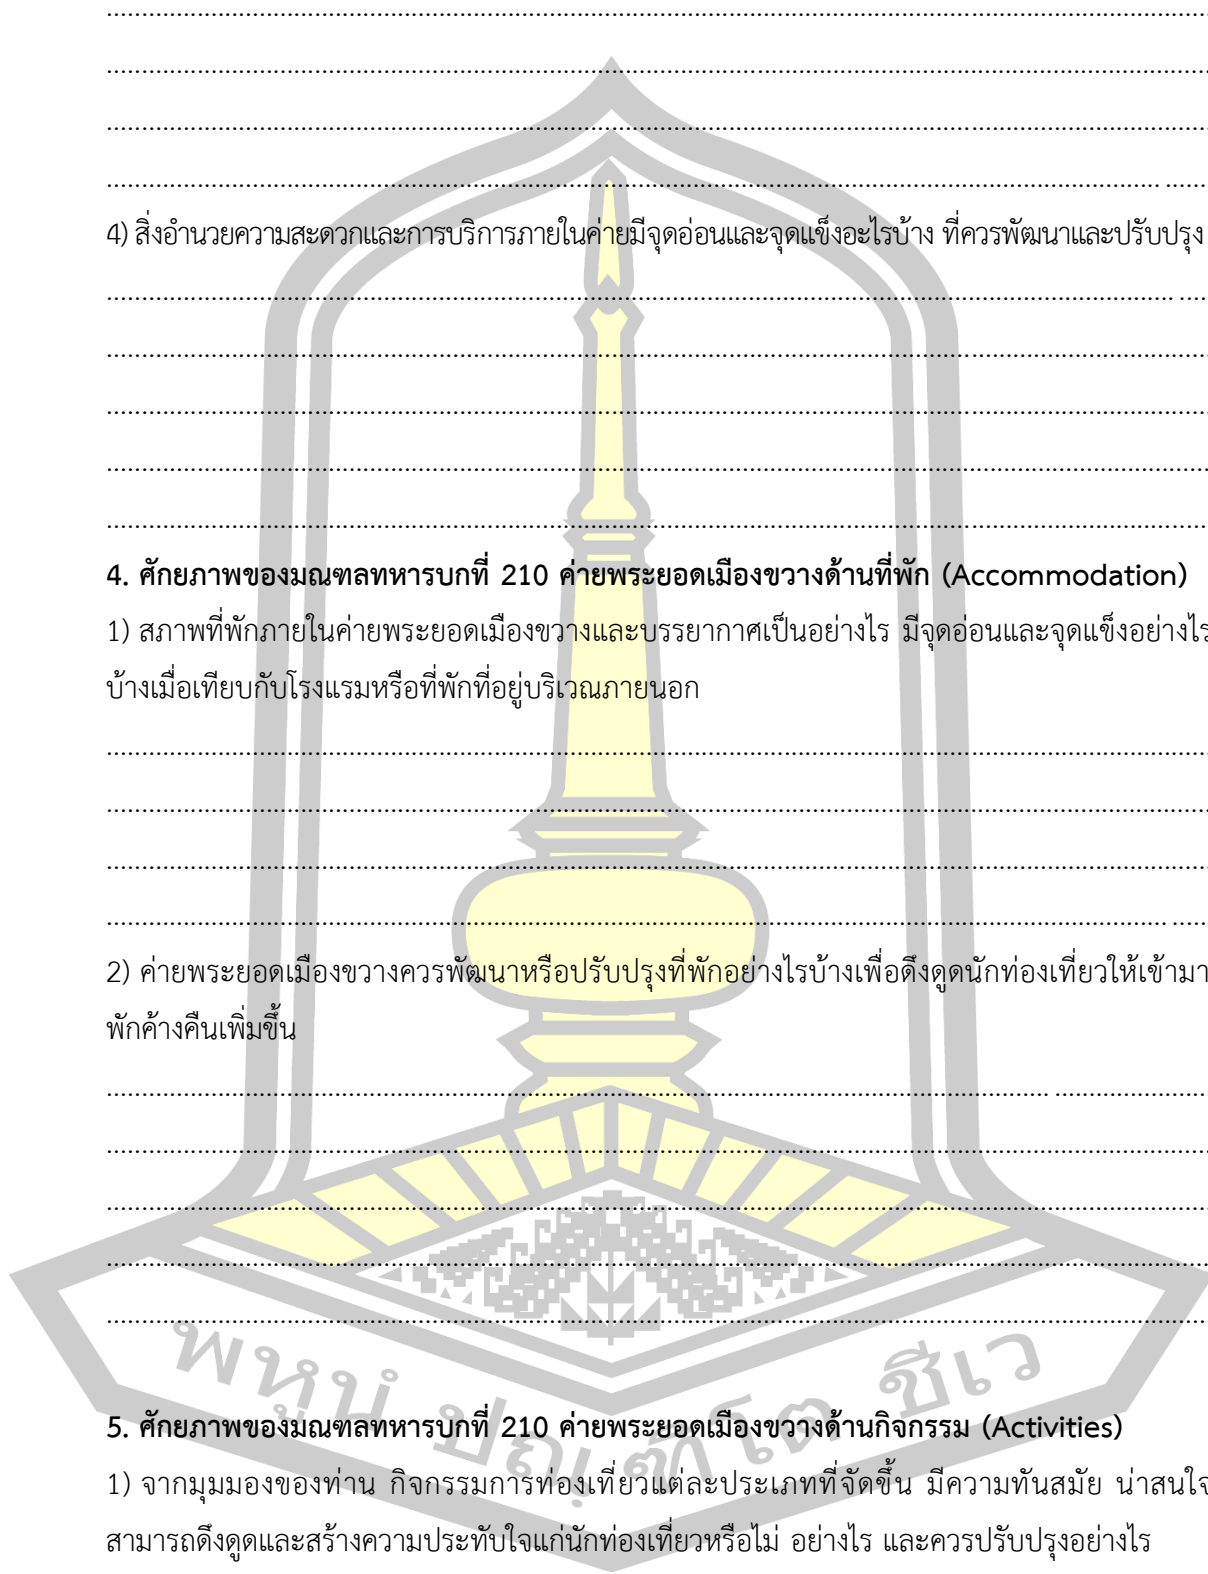 4) สิ่งอำนวยความสะดวกและการบริการภายในค่ายมีจุดอ่อนและจุดแข็งอะไรบ้าง ที่ควรพัฒนาและปรับปรุง
4. ศักยภาพของมณฑลทหารบกที่ 210 ค่ายพระยอดเมืองขวางด้านที่พัก (Accommodation)
1) สภาพที่พักภายในค่ายพระยอดเมืองขวางและบรรยากาศเป็นอย่างไร มีจุดอ่อนและจุดแข็งอย่างไร
บ้างเมื่อเทียบกับโรงแรมหรือที่พักที่อยู่บริเวณภายนอก
2) ค่ายพระยอดเมืองขวางควรพัฒนาหรือปรับปรุงที่พักอย่างไรบ้างเพื่อดึงดูดนักท่องเที่ยวให้เข้ามา
พักค้างคืนเพิ่มขึ้น
พหูนํ ปณฺฑิโต ชีเว
5. ศักยภาพของมณฑลทหารบกที่ 210 ค่ายพระยอดเมืองขวางด้านกิจกรรม (Activities)
1) จากมุมมองของท่าน กิจกรรมการท่องเที่ยวแต่ละประเภทที่จัดขึ้น มีความทันสมัย น่าสนใจ
สามารถดึงดูดและสร้างความประทับใจแก่นักท่องเที่ยวหรือไม่ อย่างไร และควรปรับปรุงอย่างไร